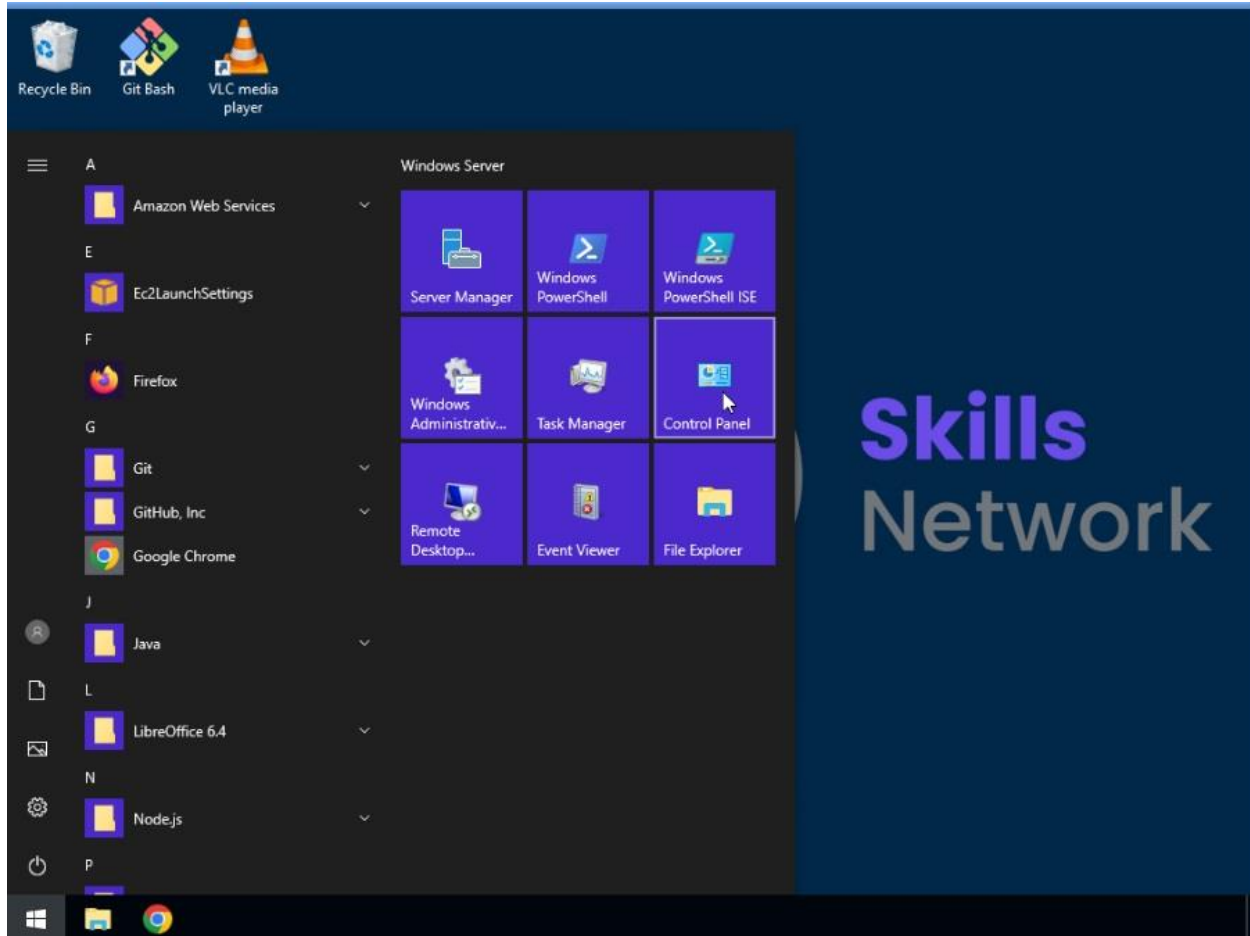 Recycle Bin
Git Bash
VLC media
player
A
Amazon Web Services
E
Ec2LaunchSettings
F
Firefox
G
Git
GitHub, Inc
Google Chrome
J
Java
L
LibreOffice 6.4
N
Node.js
P
Windows Server
Server Manager
Windows
PowerShell
Windows
PowerShell ISE
Windows
Administrativ...
Task Manager
Control Panel
Remote
Desktop...
Event Viewer
File Explorer
Skills
Network